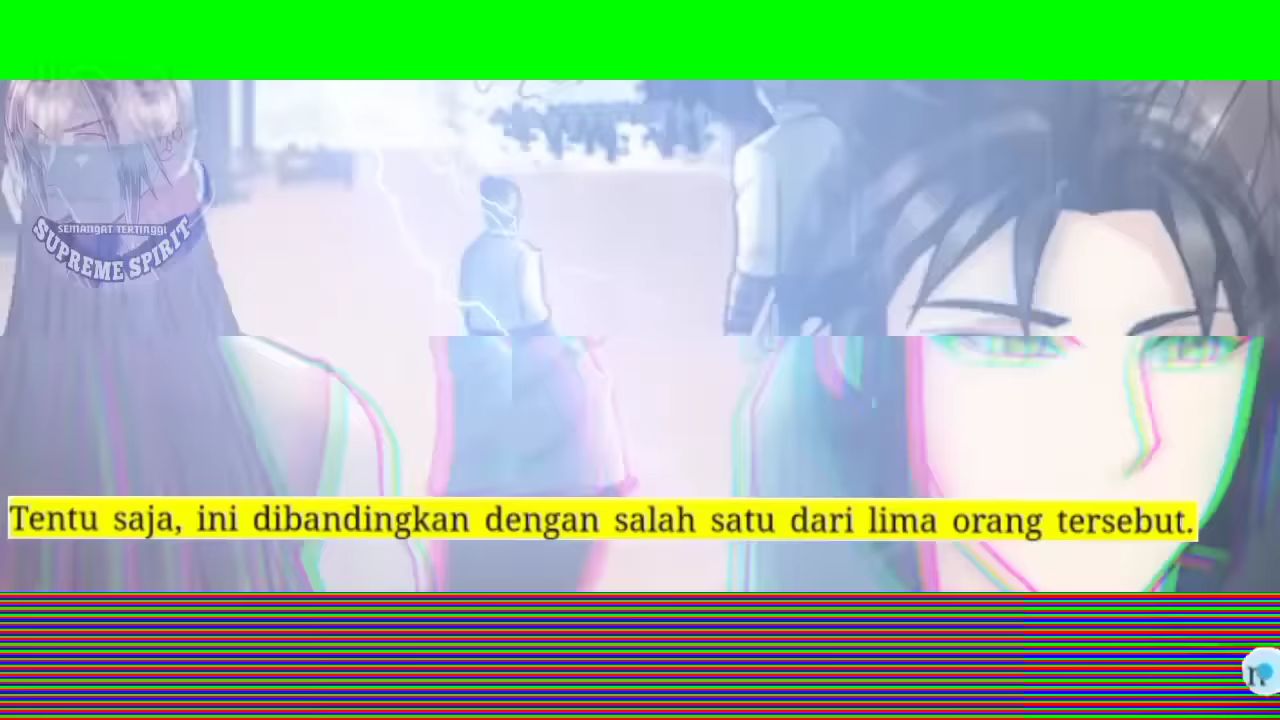 SEMANGAT TERTINGGI
SUPREME SPIRIT
Tentu saja, ini dibandingkan dengan salah satu dari lima orang tersebut.